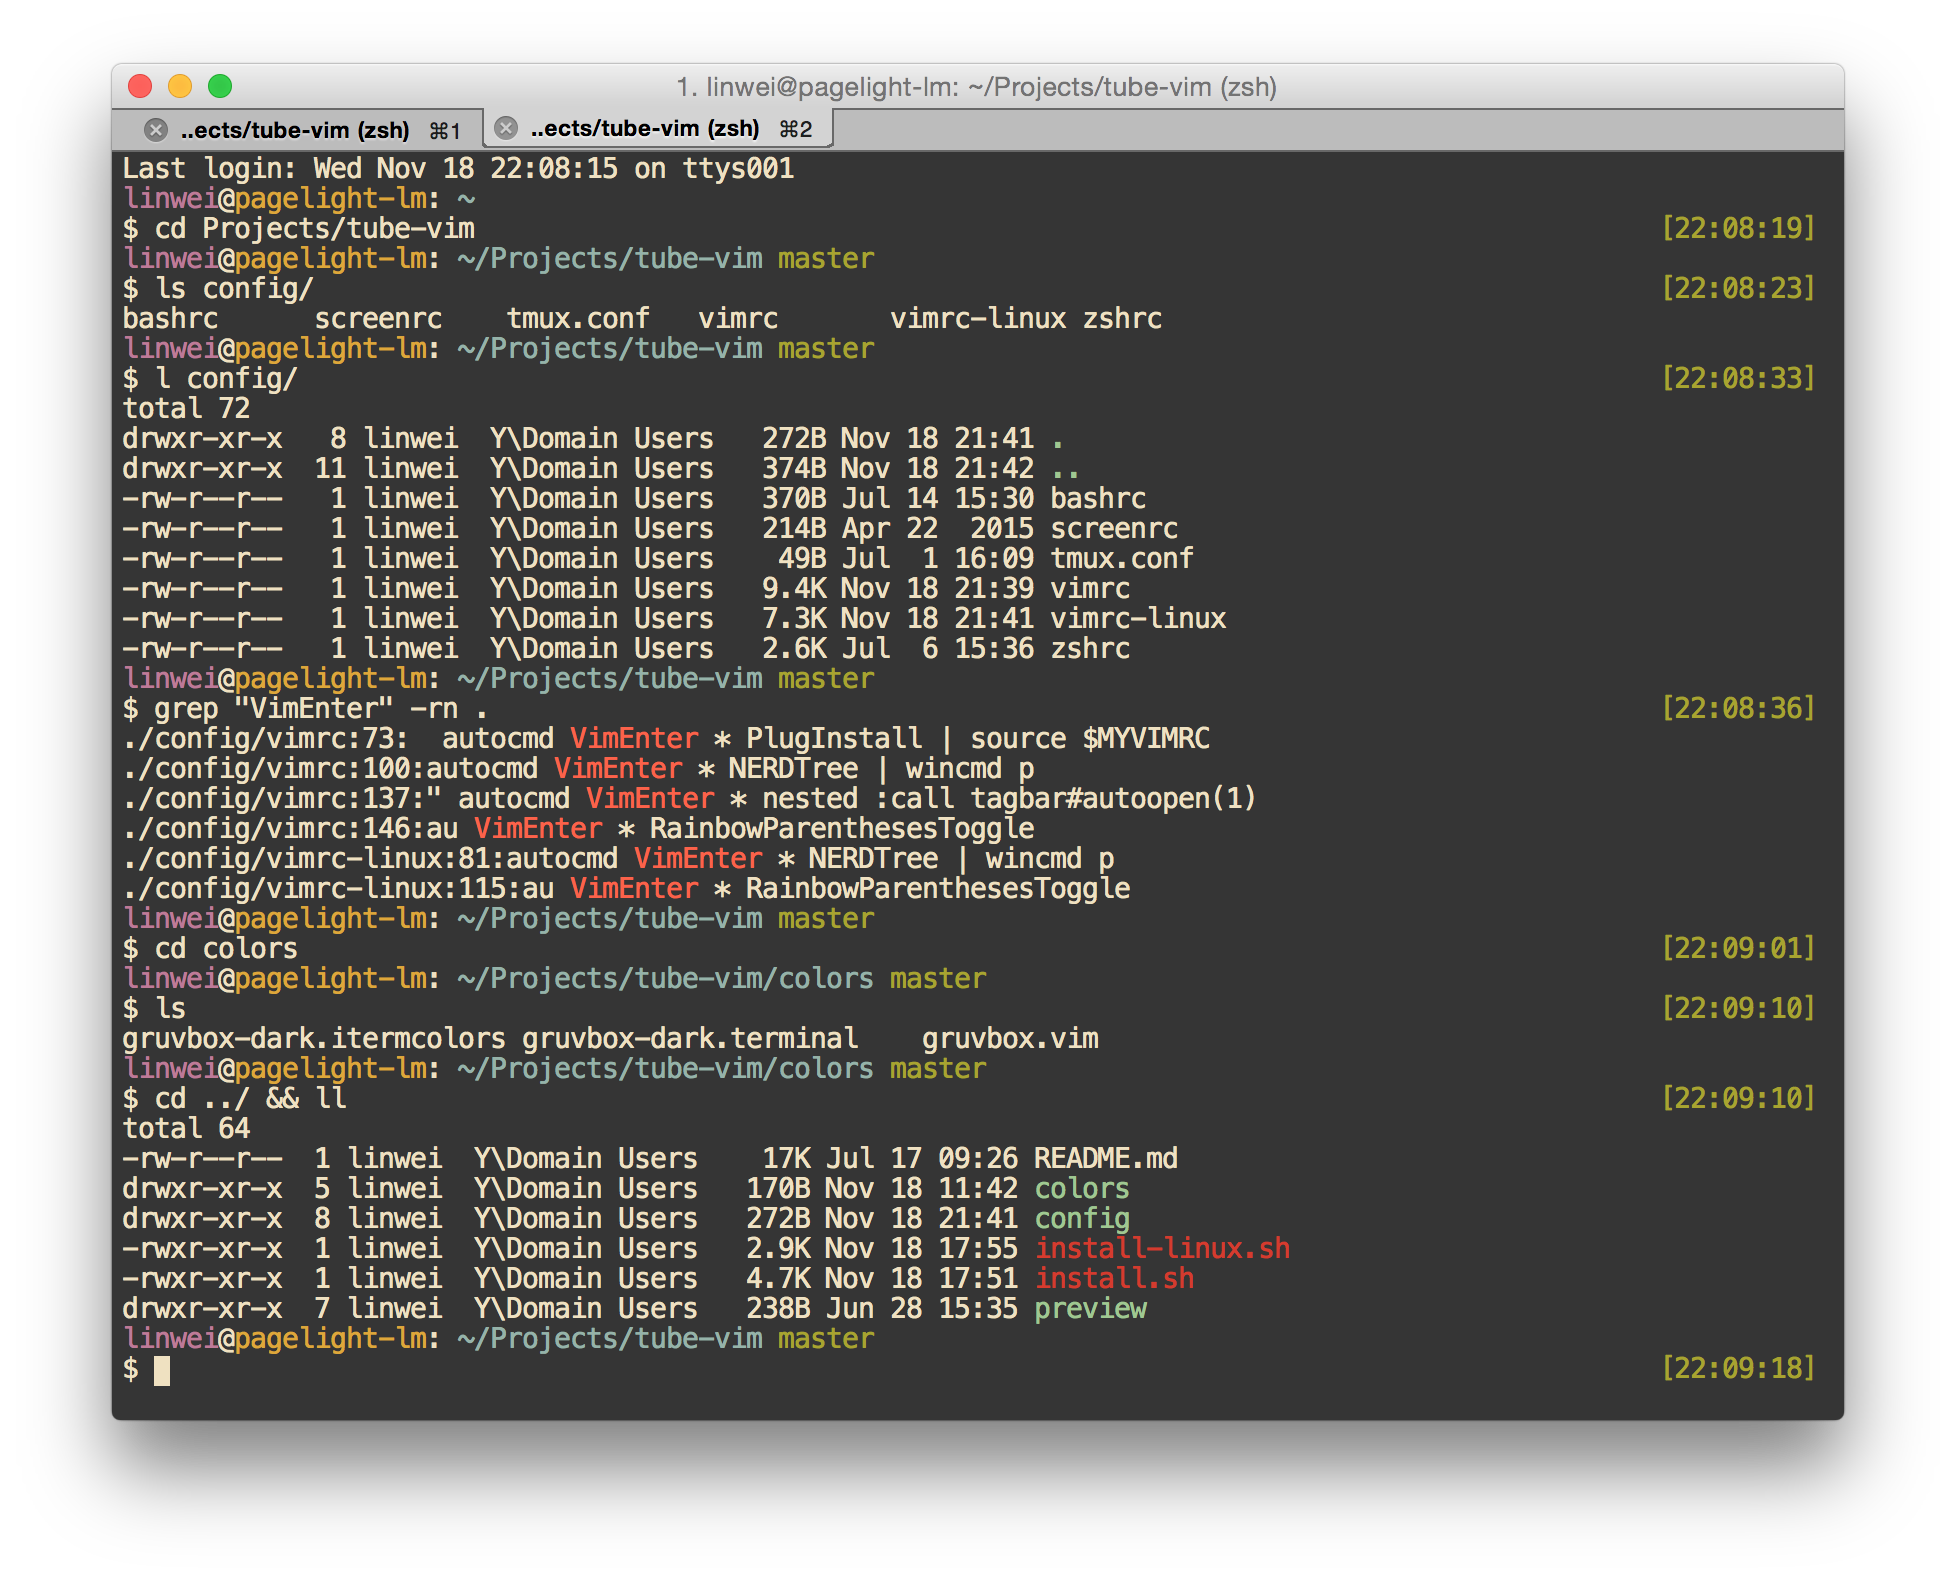 1. linwei@pagelight-lm: ~/Projects/tube-vim (zsh)
..ects/tube-vim (zsh) ⌘1 ..ects/tube-vim (zsh) ⌘2
Last login: Wed Nov 18 22:08:15 on ttys001
linwei@pagelight-lm: ~
$ cd Projects/tube-vim [22:08:19]
linwei@pagelight-lm: ~/Projects/tube-vim master
$ ls config/ [22:08:23]
bashrc      screenrc    tmux.conf   vimrc       vimrc-linux zshrc
linwei@pagelight-lm: ~/Projects/tube-vim master
$ l config/ [22:08:33]
total 72
drwxr-xr-x   8 linwei  Y\Domain Users   272B Nov 18 21:41 .
drwxr-xr-x  11 linwei  Y\Domain Users   374B Nov 18 21:42 ..
-rw-r--r--   1 linwei  Y\Domain Users   370B Jul 14 15:30 bashrc
-rw-r--r--   1 linwei  Y\Domain Users   214B Apr 22  2015 screenrc
-rw-r--r--   1 linwei  Y\Domain Users    49B Jul  1 16:09 tmux.conf
-rw-r--r--   1 linwei  Y\Domain Users   9.4K Nov 18 21:39 vimrc
-rw-r--r--   1 linwei  Y\Domain Users   7.3K Nov 18 21:41 vimrc-linux
-rw-r--r--   1 linwei  Y\Domain Users   2.6K Jul  6 15:36 zshrc
linwei@pagelight-lm: ~/Projects/tube-vim master
$ grep "VimEnter" -rn . [22:08:36]
./config/vimrc:73:  autocmd VimEnter * PlugInstall | source $MYVIMRC
./config/vimrc:100:autocmd VimEnter * NERDTree | wincmd p
./config/vimrc:137:" autocmd VimEnter * nested :call tagbar#autoopen(1)
./config/vimrc:146:au VimEnter * RainbowParenthesesToggle
./config/vimrc-linux:81:autocmd VimEnter * NERDTree | wincmd p
./config/vimrc-linux:115:au VimEnter * RainbowParenthesesToggle
linwei@pagelight-lm: ~/Projects/tube-vim master
$ cd colors [22:09:01]
linwei@pagelight-lm: ~/Projects/tube-vim/colors master
$ ls [22:09:10]
gruvbox-dark.itermcolors gruvbox-dark.terminal    gruvbox.vim
linwei@pagelight-lm: ~/Projects/tube-vim/colors master
$ cd ../ && ll [22:09:10]
total 64
-rw-r--r--  1 linwei  Y\Domain Users    17K Jul 17 09:26 README.md
drwxr-xr-x  5 linwei  Y\Domain Users   170B Nov 18 11:42 colors
drwxr-xr-x  8 linwei  Y\Domain Users   272B Nov 18 21:41 config
-rwxr-xr-x  1 linwei  Y\Domain Users   2.9K Nov 18 17:55 install-linux.sh
-rwxr-xr-x  1 linwei  Y\Domain Users   4.7K Nov 18 17:51 install.sh
drwxr-xr-x  7 linwei  Y\Domain Users   238B Jun 28 15:35 preview
linwei@pagelight-lm: ~/Projects/tube-vim master
$ [22:09:18]